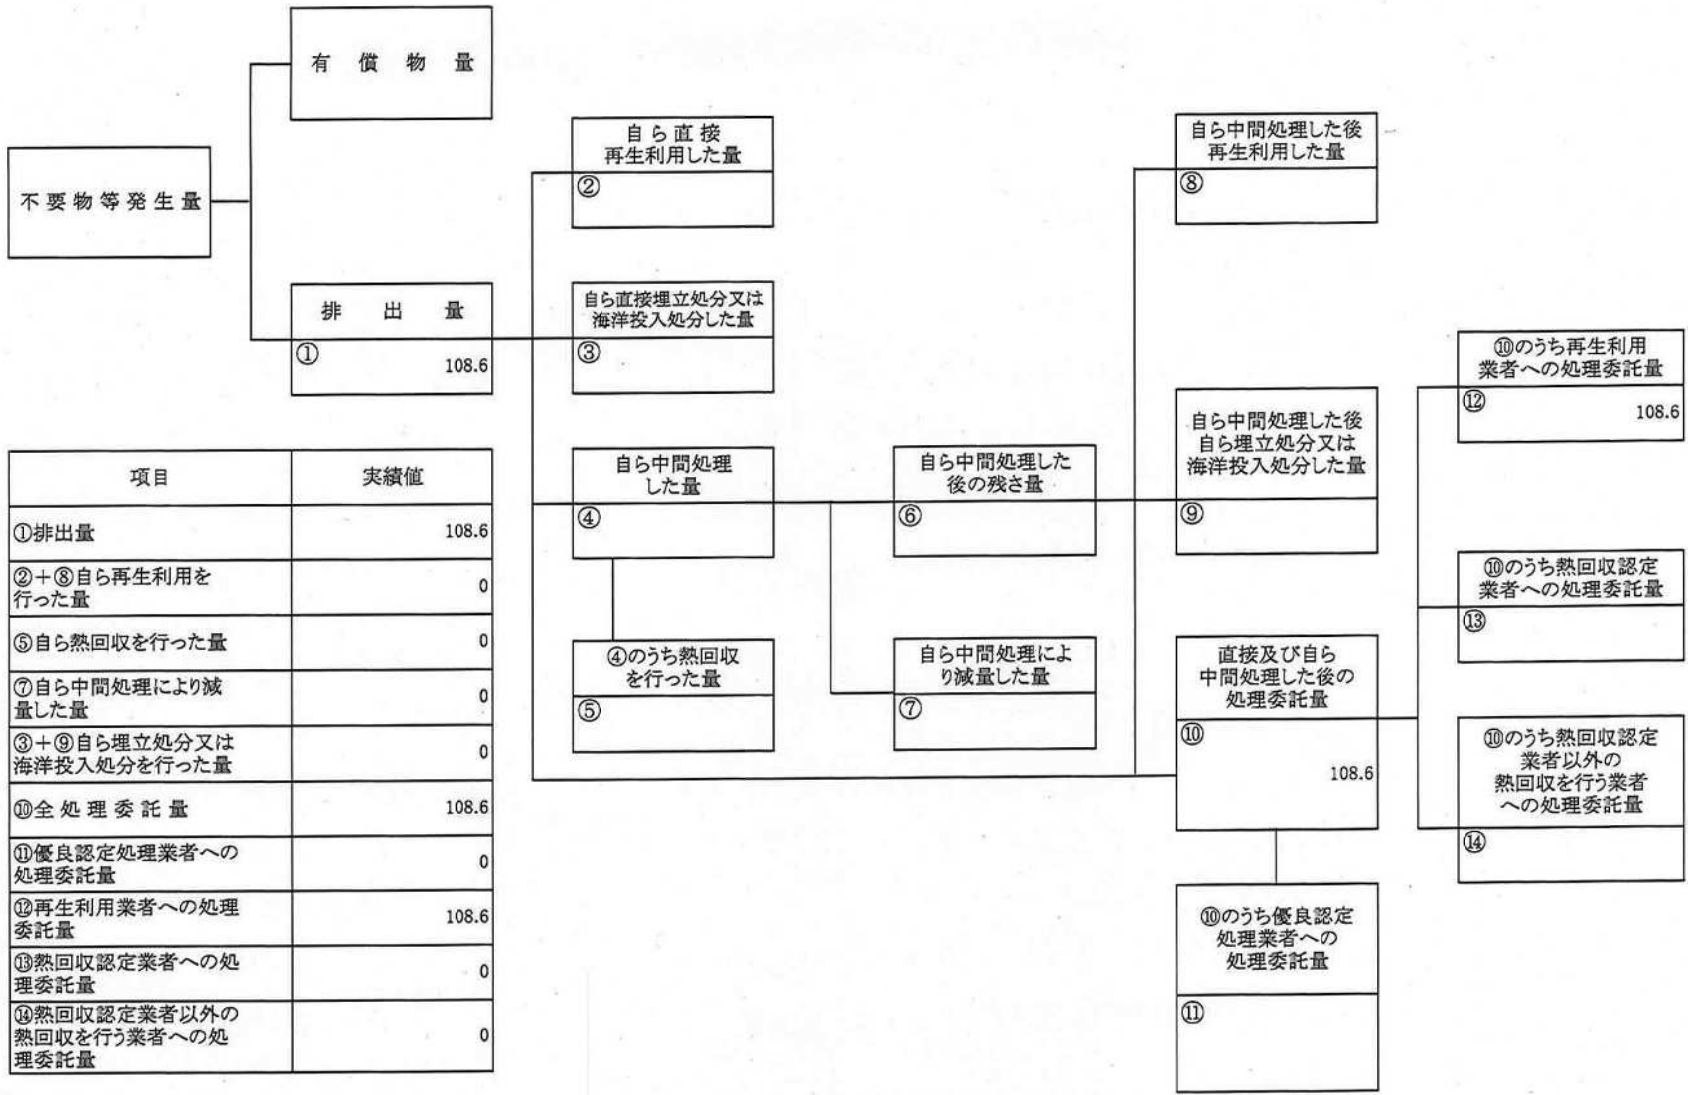 有償物量
不要物等発生量
排出量
①
108.6
自ら直接
再生利用した量
②
自ら直接埋立処分又は
海洋投入処分した量
③
自ら中間処理
した量
④
④のうち熱回収
を行った量
⑤
自ら中間処理した
後の残さ量
⑥
自ら中間処理によ
り減量した量
⑦
自ら中間処理した後
再生利用した量
⑧
自ら中間処理した後
自ら埋立処分又は
海洋投入処分した量
⑨
直接及び自ら
中間処理した後の
処理委託量
⑩
108.6
⑩のうち優良認定
処理業者への
処理委託量
⑪
⑩のうち再生利用
業者への処理委託量
⑫
108.6
⑩のうち熱回収認定
業者への処理委託量
⑬
⑩のうち熱回収認定
業者以外の
熱回収を行う業者
への処理委託量
⑭
項目 実績値
①排出量 108.6
②+⑧自ら再生利用を
行った量 0
⑤自ら熱回収を行った量 0
⑦自ら中間処理により減
量した量 0
③+⑨自ら埋立処分又は
海洋投入処分を行った量 0
⑩全処理委託量 108.6
⑪優良認定処理業者への
処理委託量 0
⑫再生利用業者への処理
委託量 108.6
⑬熱回収認定業者への処
理委託量 0
⑭熱回収認定業者以外の
熱回収を行う業者への処
理委託量 0